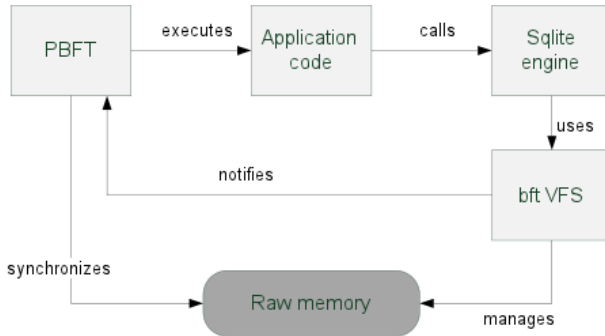 executes
calls
PBFT
Application
code
Sqlite
engine
uses
notifies
bft VFS
synchronizes
Raw memory
manages